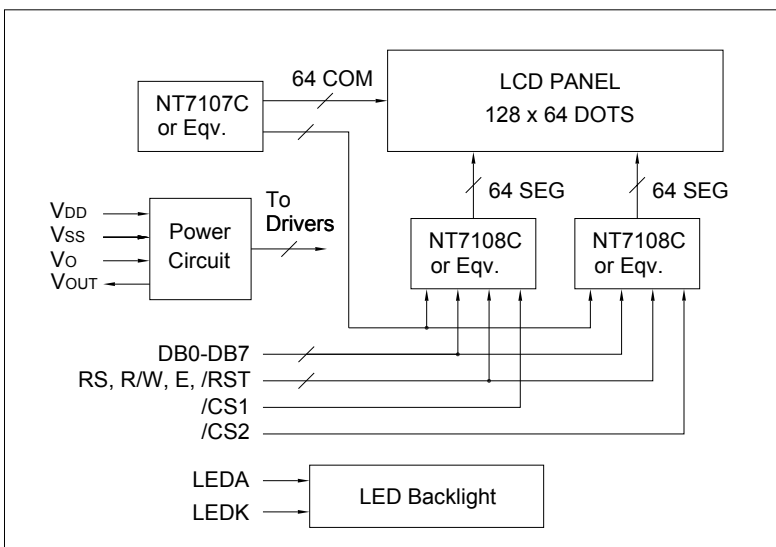 64 COM
NT7107C
or Eqv.
LCD PANEL
128 x 64 DOTS
64 SEG
64 SEG
To
Drivers
VDD
VSS
VO
VOUT
Power
Circuit
NT7108C
or Eqv.
NT7108C
or Eqv.
DB0-DB7
RS, R/W, E, /RST
/CS1
/CS2
LEDA
LEDK
LED Backlight